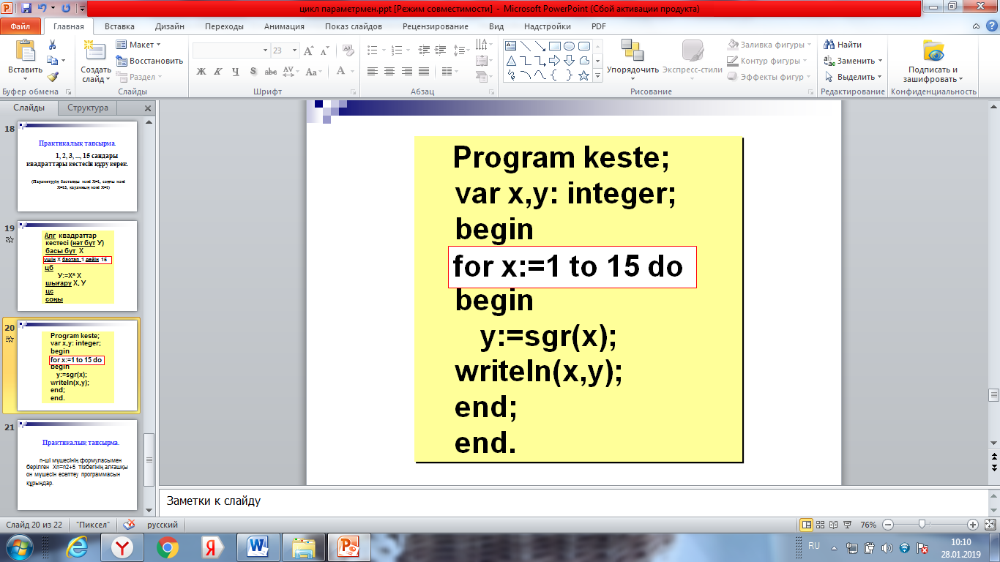 цикл параметрмен.ppt [Режим совместимости] - Microsoft PowerPoint (Сбой активации продукта)
Файл Главная Вставка Дизайн Переходы Анимация Показ слайдов Рецензирование Вид Надстройки PDF
Вставить
Создать слайд
Макет
Восстановить
Раздел
23
Ж К Ч S abc AV Aa A
Упорядочить
Экспресс-стили
Заливка фигуры
Контур фигуры
Эффекты фигур
Найти
Заменить
Выделить
Подписать и зашифровать
Буфер обмена Слайды Шрифт Абзац Рисование Редактирование Конфиденциальность
Слайды Структура
18
Практикалық тапсырма.
1, 2, 3, ..., 15 сандары
квадраттары кестесін құру керек.
(Параметрдің бастапқы мәні X=1, соңғы мәні
X=15, қадамның мәні X=1)
19
Алг квадраттар
кестесі (нәт бүт У)
басы бүт Х
үшін Х бастап 1 дейін 15
цб
У:=Х* Х
шығару Х, У
цс
соңы
20
Program keste;
var x,y: integer;
begin
for x:=1 to 15 do
begin
y:=sgr(x);
writeln(x,y);
end;
end.
21
Практикалық тапсырма.
n-ші мүшесінің формуласымен
берілген Xn=n2+5 тізбегінің алғашқы
он мүшесін есептеу программасын
құрыңдар.
Program keste;
var x,y: integer;
begin
for x:=1 to 15 do
begin
y:=sgr(x);
writeln(x,y);
end;
end.
Заметки к слайду
Слайд 20 из 22 "Пиксел" русский 76%
RU
10:10
28.01.2019